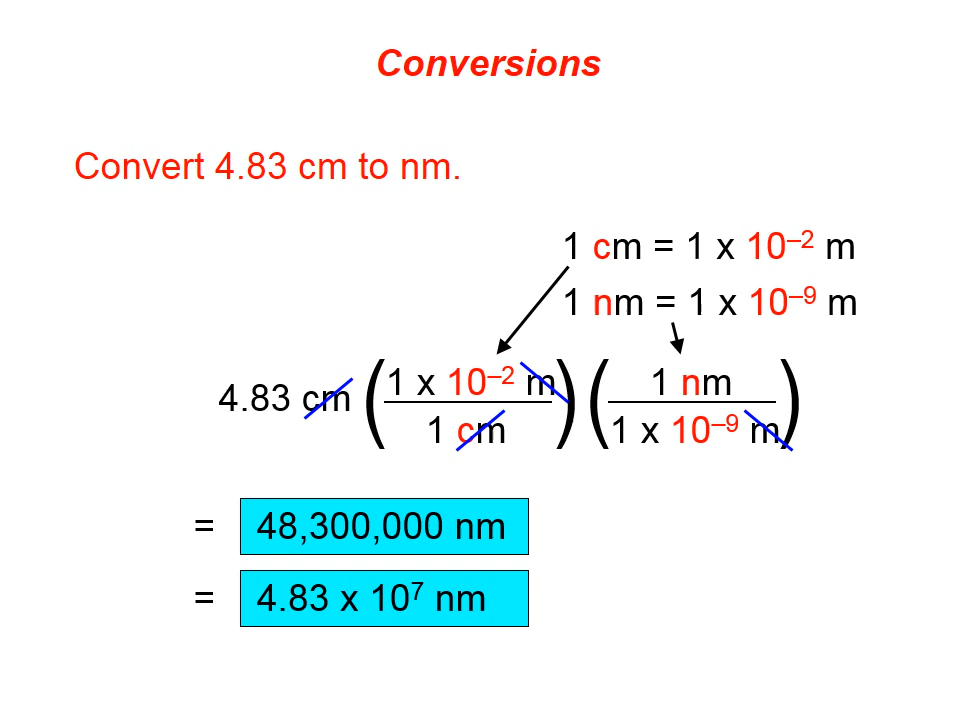 Conversions
Convert 4.83 cm to nm.
1 cm = 1 x 10⁻² m
1 nm = 1 x 10⁻⁹ m
4.83 cm (1 x 10⁻² m / 1 cm) (1 nm / 1 x 10⁻⁹ m)
= 48,300,000 nm
= 4.83 x 10⁷ nm